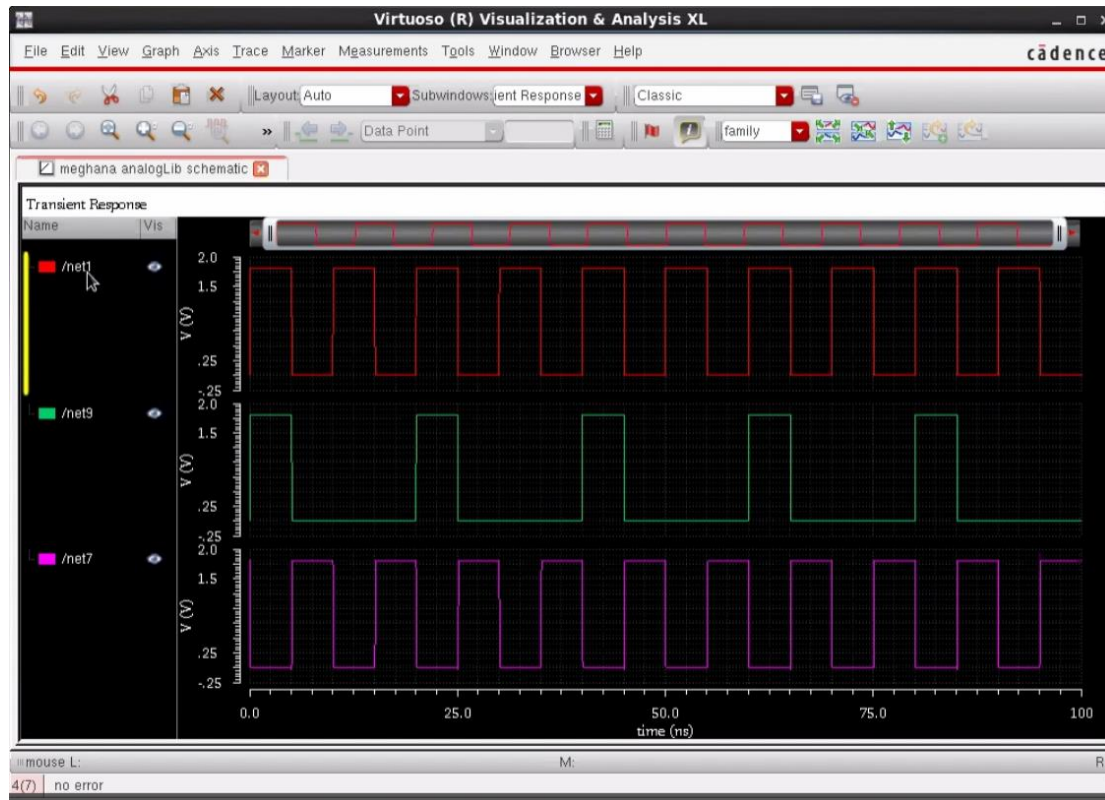 Virtuoso (R) Visualization & Analysis XL
File Edit View Graph Axis Trace Marker Measurements Tools Window Browser Help
cādence
Layout: Auto Subwindows: ient Response Classic
» Data Point family
meghana analogLib schematic
Transient Response
Name Vis
/net1
2.0
1.5
V (V)
.25
-.25
/net9
2.0
1.5
V (V)
.25
-.25
/net7
2.0
1.5
V (V)
.25
-.25
0.0 25.0 50.0 75.0 100
time (ns)
mouse L: M: R
4(7) no error